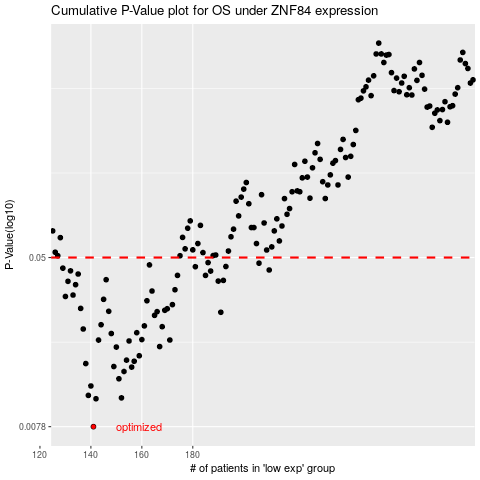 Cumulative P-Value plot for OS under ZNF84 expression
P-Value(log10)
0.05
0.0078
optimized
120 140 160 180
# of patients in 'low exp' group